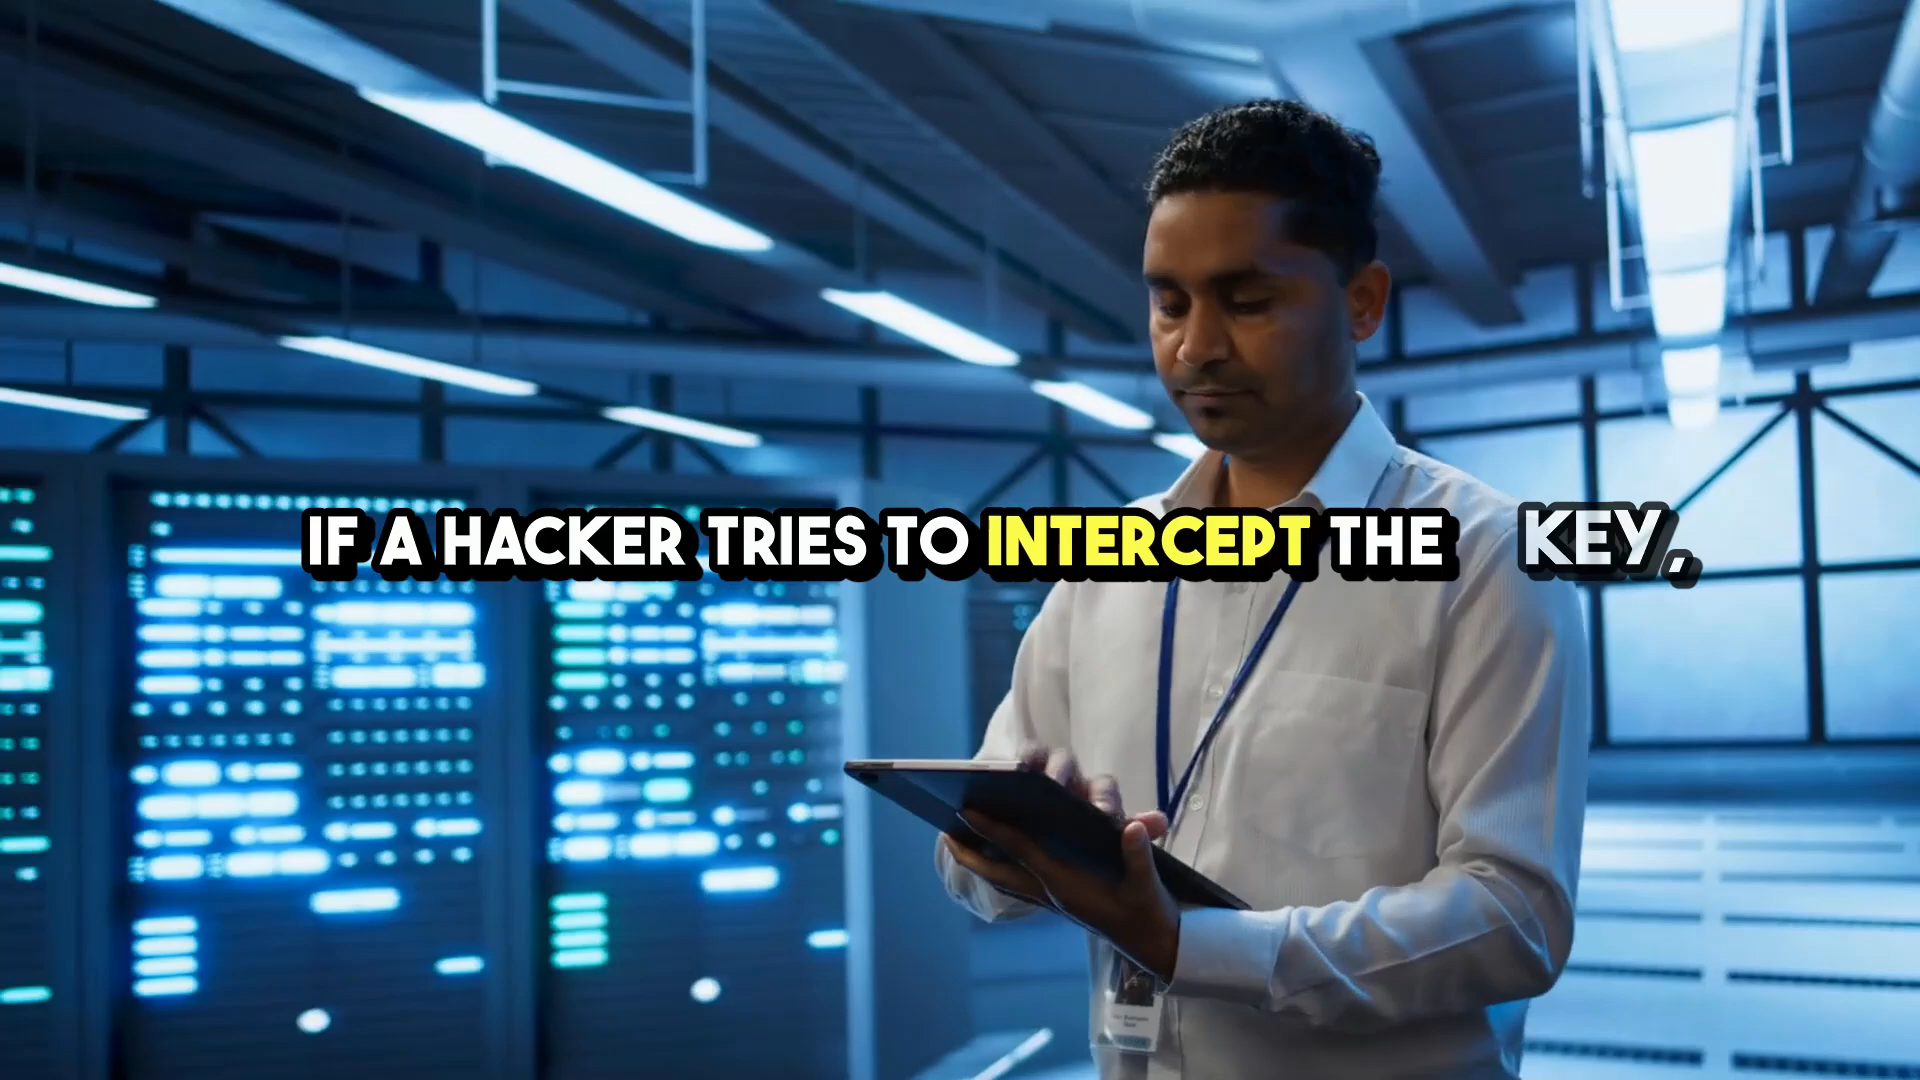 IF A HACKER TRIES TO INTERCEPT THE KEY,